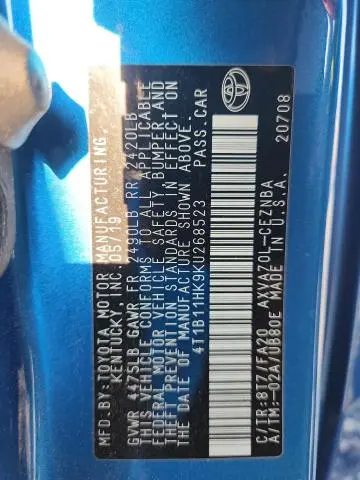 MFD.BY:TOYOTA MOTOR MANUFACTURING.
KENTUCKY, INC. 05/19
GVWR 4475LB GAWR FR 2490LB RR 2420LB
THIS VEHICLE CONFORMS TO ALL APPLICABLE
FEDERAL MOTOR VEHICLE SAFETY, BUMPER, AND
THEFT PREVENTION STANDARDS IN EFFECT ON
THE DATE OF MANUFACTURE SHOWN ABOVE.
4T1B11HK9KU268523 PASS.CAR
C/TR:8T7/FA20 AXVA70L-CEZNBA
A/TM:-02A/UB80E MADE IN U.S.A.
20708